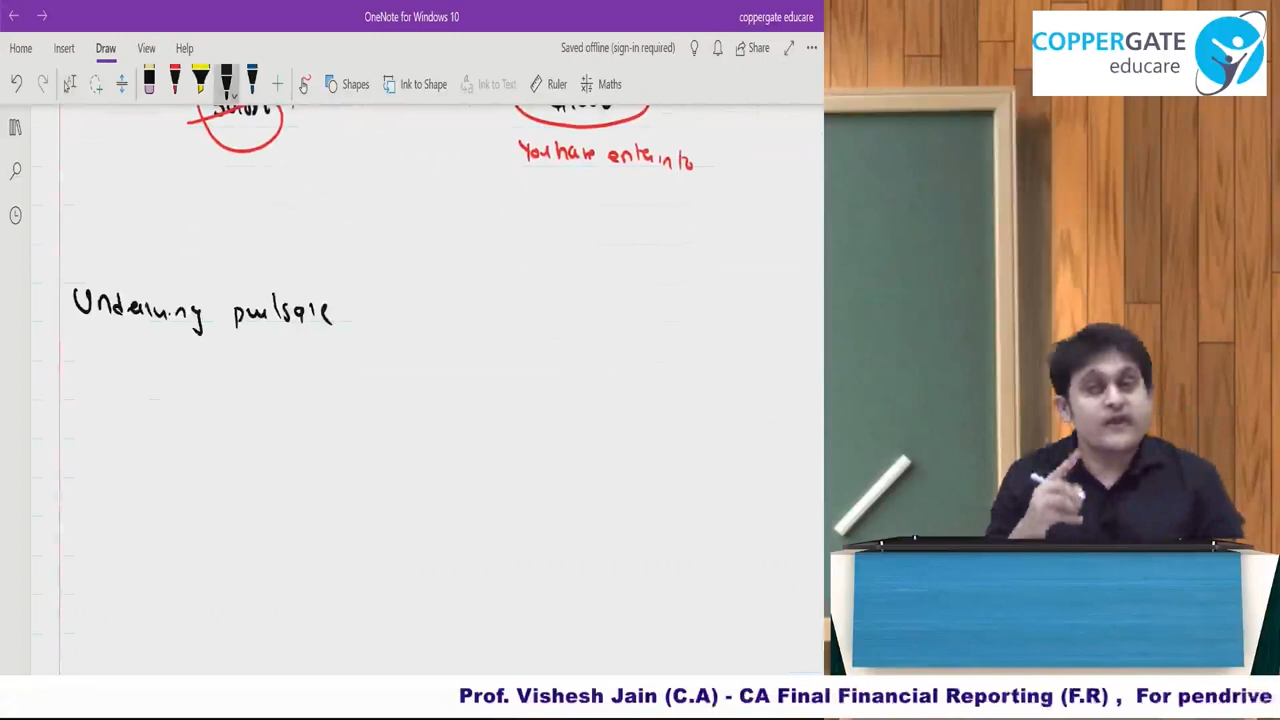 OneNote for Windows 10
coppergate educare
Home Insert Draw View Help
Saved offline (sign-in required)
Share
Shapes
Ink to Shape
Ink to Text
Ruler
Maths
COPPERGATE
educare
You have enter into
Prof. Vishesh Jain (C.A) - CA Final Financial Reporting (F.R) , For pendrive